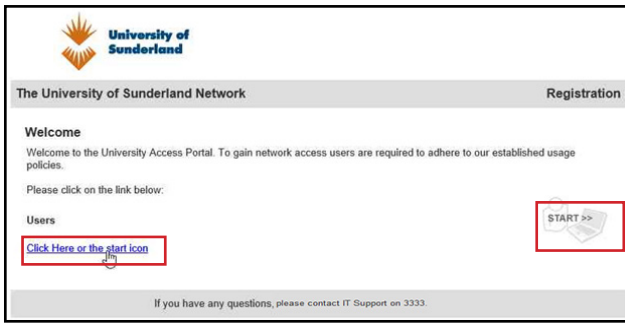 University of
Sunderland
The University of Sunderland Network
Registration
Welcome
Welcome to the University Access Portal. To gain network access users are required to adhere to our established usage
policies.
Please click on the link below:
Users
START >>
Click Here or the start icon
If you have any questions, please contact IT Support on 3333.